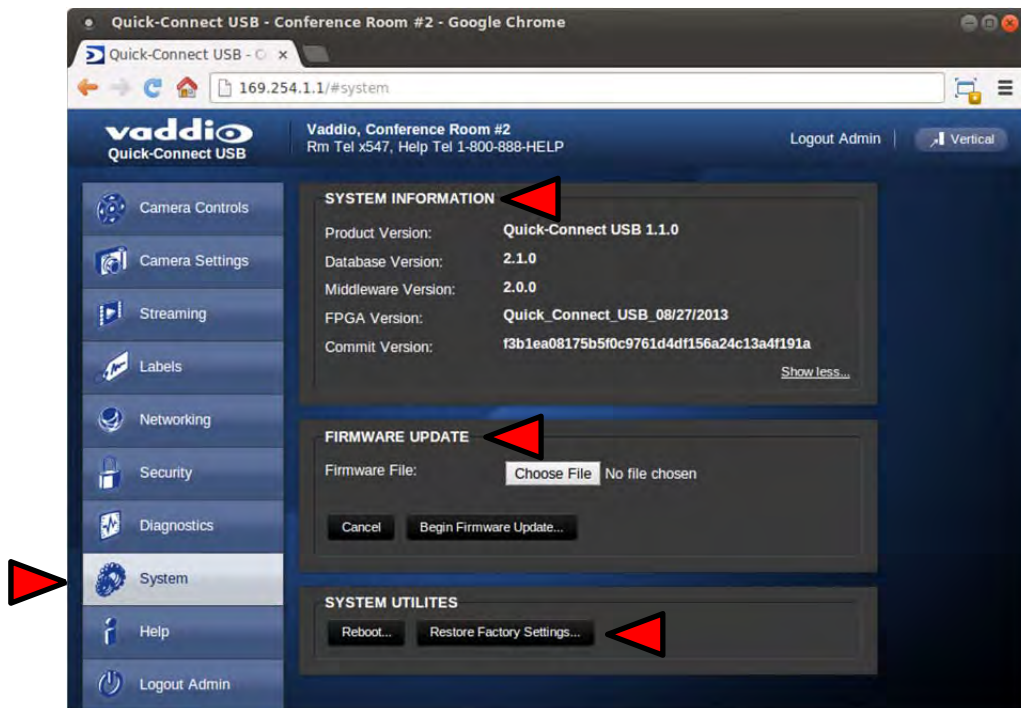 Quick-Connect USB - Conference Room #2 - Google Chrome
Quick-Connect USB - C
169.254.1.1/#system
vaddio
Quick-Connect USB
Vaddio, Conference Room #2
Rm Tel x547, Help Tel 1-800-888-HELP
Logout Admin
Vertical
Camera Controls
Camera Settings
Streaming
Labels
Networking
Security
Diagnostics
System
Help
Logout Admin
SYSTEM INFORMATION
Product Version: Quick-Connect USB 1.1.0
Database Version: 2.1.0
Middleware Version: 2.0.0
FPGA Version: Quick_Connect_USB_08/27/2013
Commit Version: f3b1ea08175b5f0c9761d4df156a24c13a4f191a
Show less...
FIRMWARE UPDATE
Firmware File: Choose File No file chosen
Cancel Begin Firmware Update...
SYSTEM UTILITES
Reboot... Restore Factory Settings...